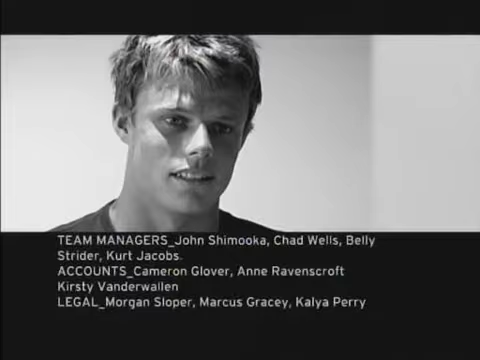 TEAM MANAGERS_John Shimooka, Chad Wells, Belly
Strider, Kurt Jacobs.
ACCOUNTS_Cameron Glover, Anne Ravenscroft
Kirsty Vanderwallen
LEGAL_Morgan Sloper, Marcus Gracey, Kalya Perry